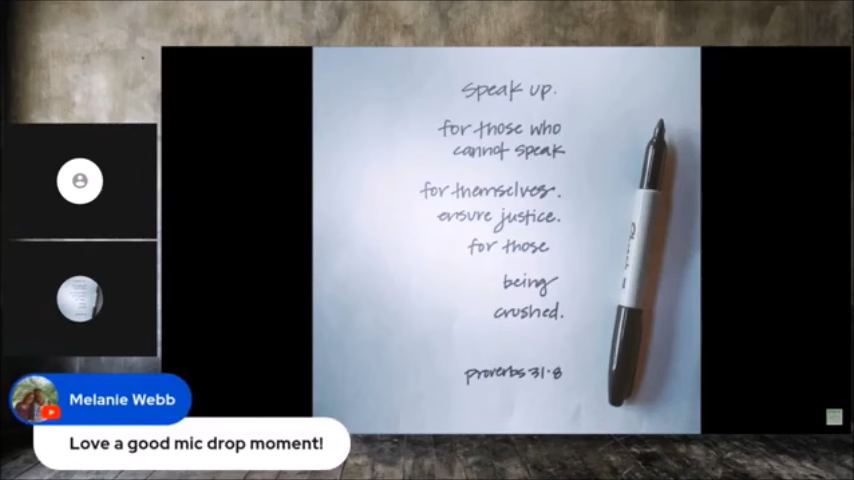 speak up.
for those who
cannot speak
for themselves.
ensure justice.
for those
being
crushed.
proverbs 31:8
Melanie Webb
Love a good mic drop moment!